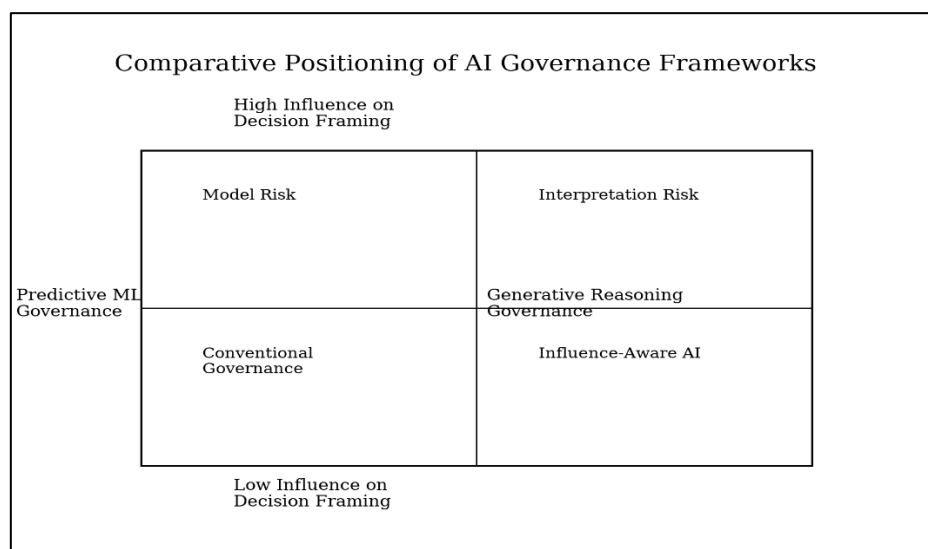 Comparative Positioning of AI Governance Frameworks
High Influence on
Decision Framing
Model Risk
Interpretation Risk
Predictive ML
Governance
Generative Reasoning
Governance
Conventional
Governance
Influence-Aware AI
Low Influence on
Decision Framing